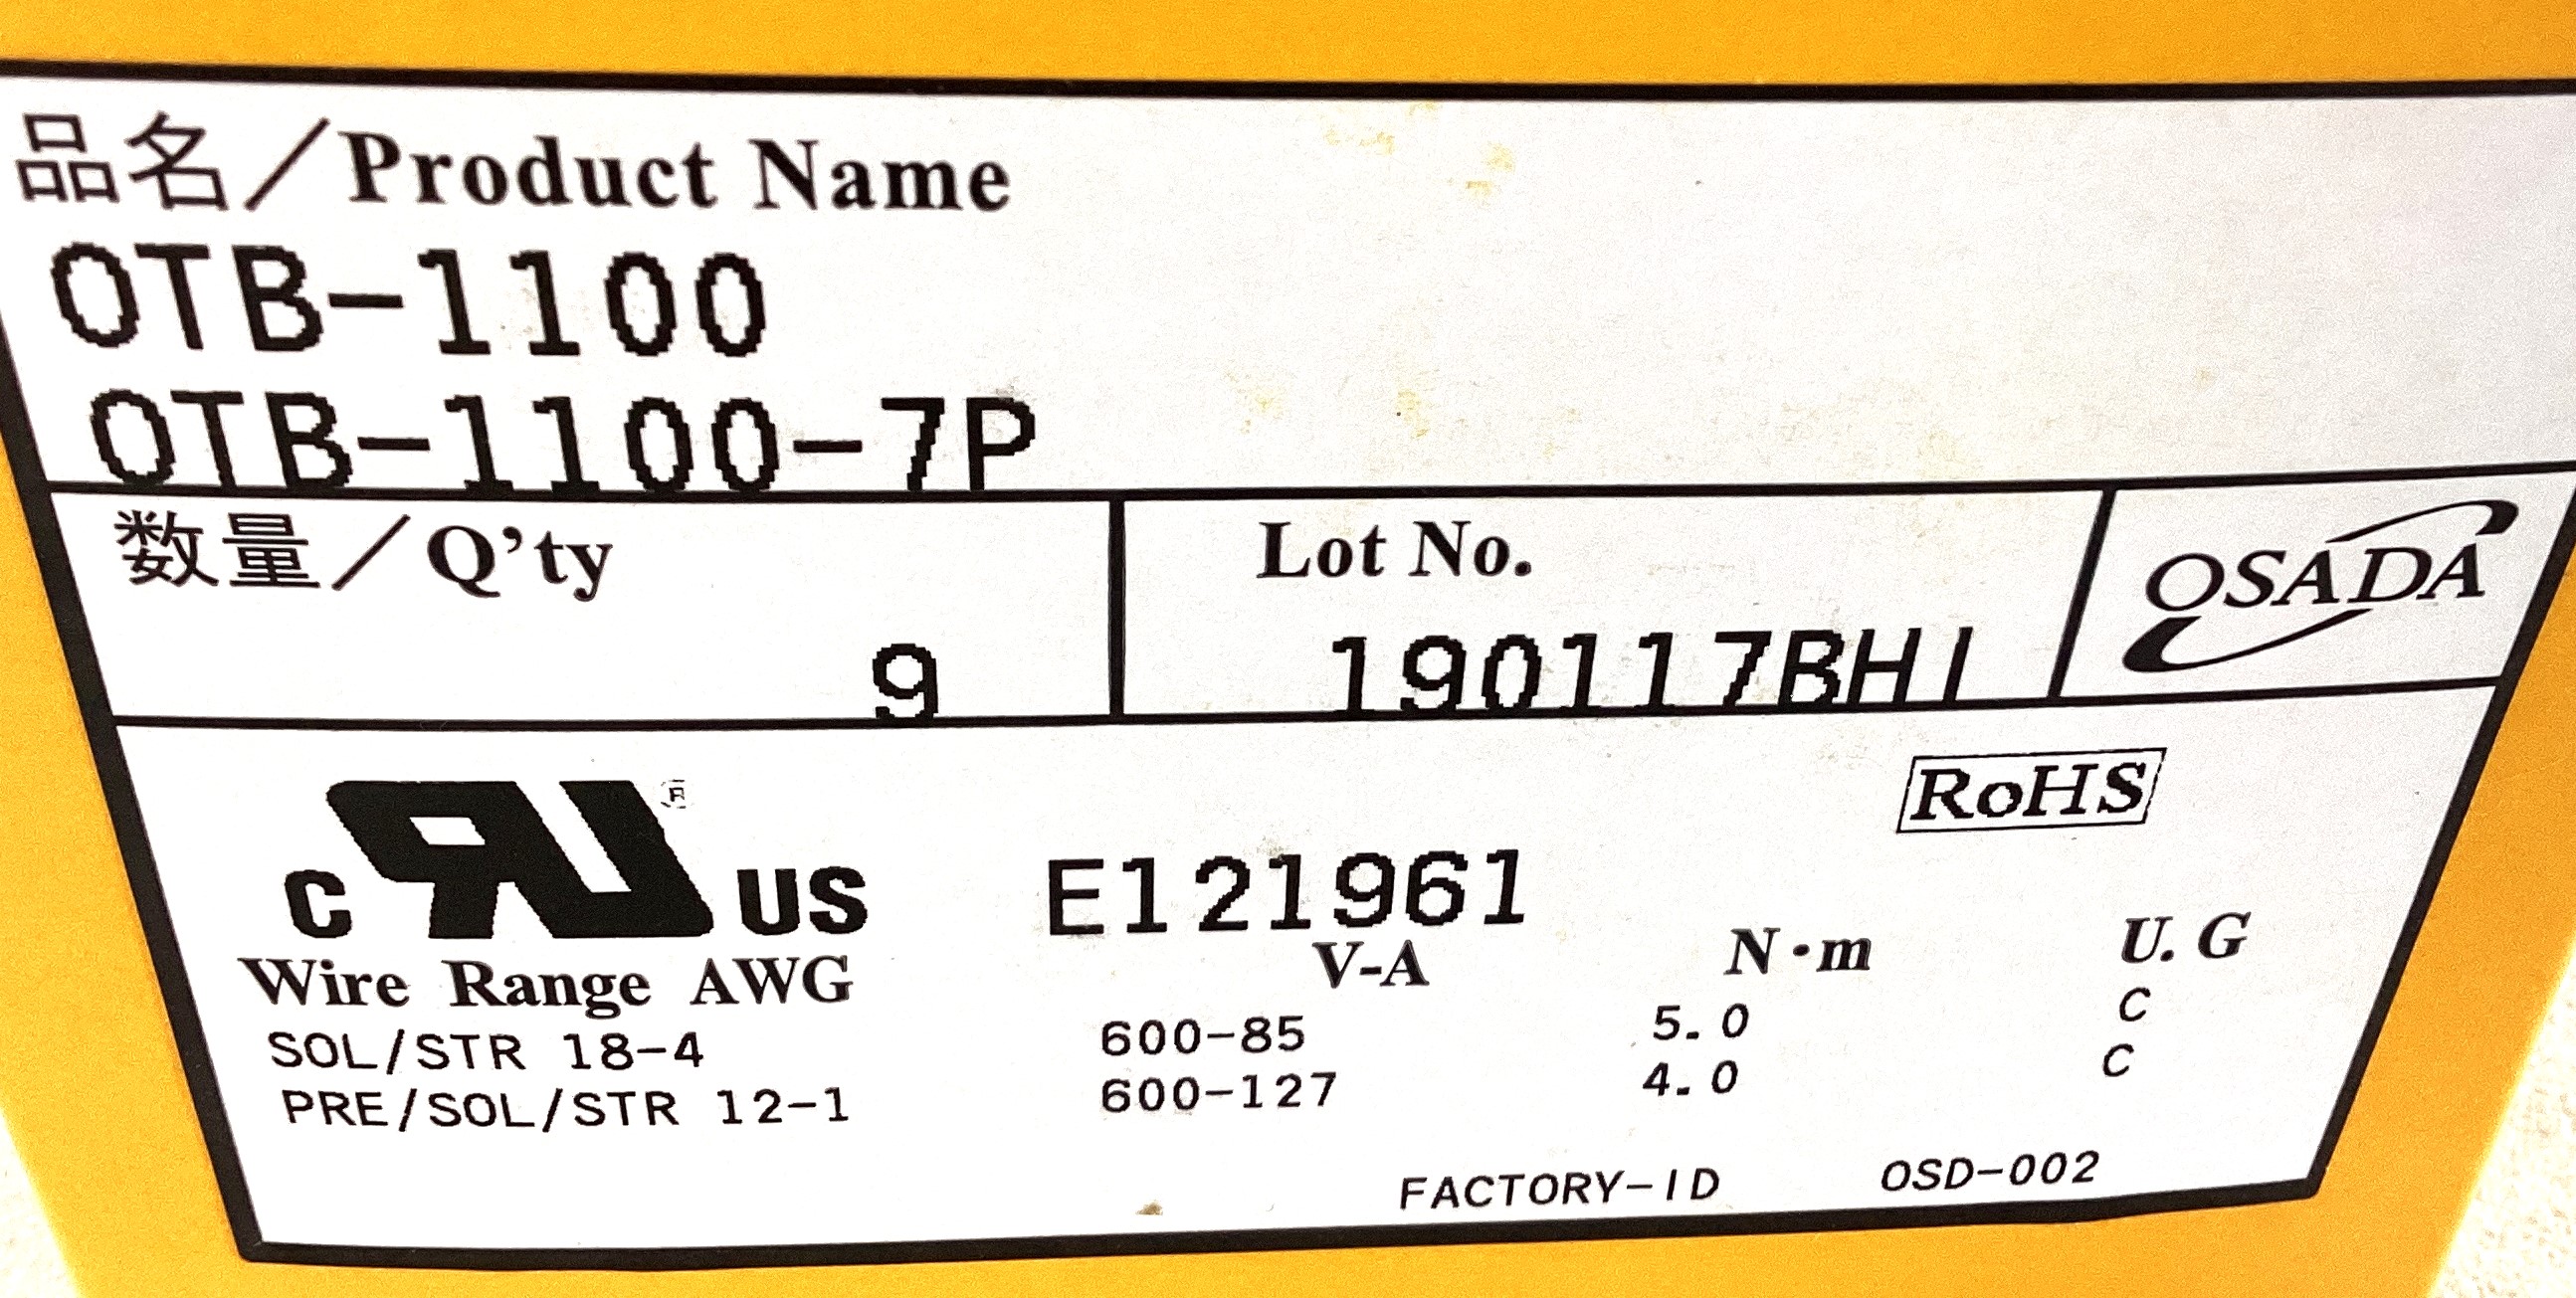 品名／Product Name
OTB-1100
OTB-1100-7P
数量／Q'ty
9
Lot No.
190117BHI
OSADA
RoHS
C RU® US E121961
Wire Range AWG V-A N·m U.G
SOL/STR 18-4 600-85 5.0 C
PRE/SOL/STR 12-1 600-127 4.0 C
FACTORY-ID OSD-002